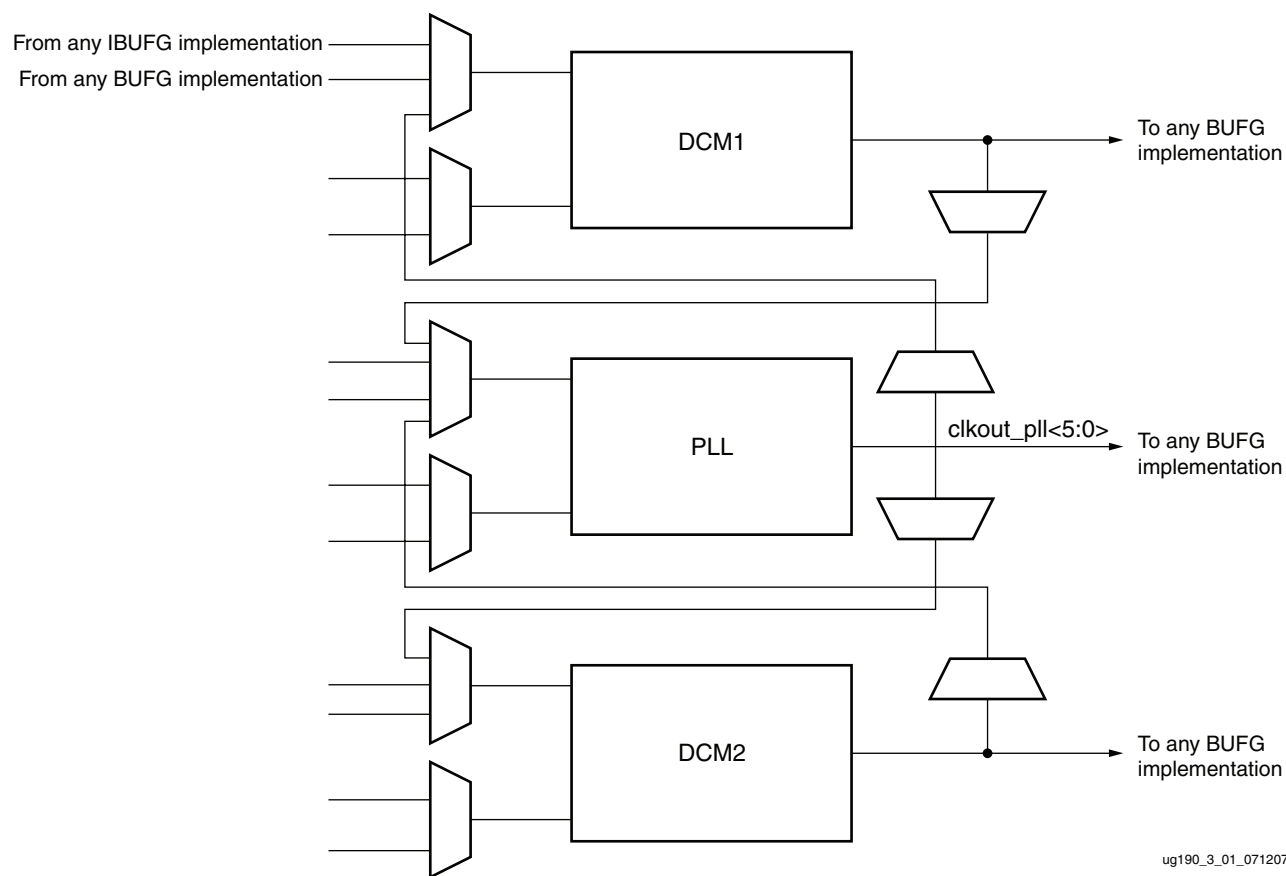 From any IBUFG implementation
From any BUFG implementation
DCM1
To any BUFG
implementation
clkout_pll<5:0>
PLL
To any BUFG
implementation
DCM2
To any BUFG
implementation
ug190_3_01_071207